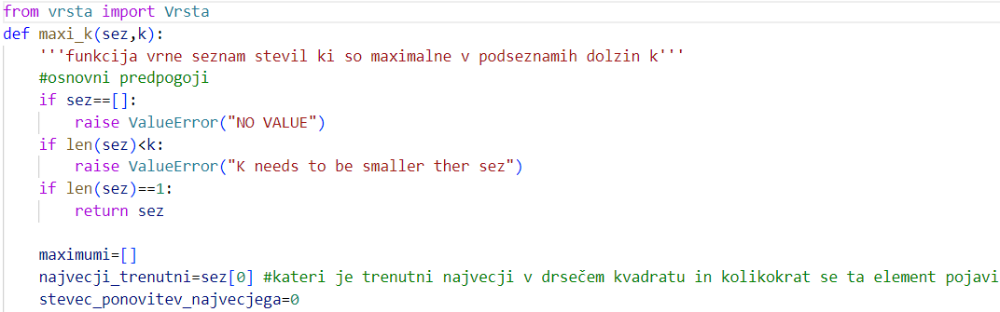 from vrsta import Vrsta
def maxi_k(sez,k):
    '''funkcija vrne seznam stevil ki so maximalne v podseznamih dolzin k'''
    #osnovni predpogoji
    if sez==[]:
        raise ValueError("NO VALUE")
    if len(sez)<k:
        raise ValueError("K needs to be smaller ther sez")
    if len(sez)==1:
        return sez
    maximumi=[]
    najvecji_trenutni=sez[0] #kateri je trenutni najvecji v drsečem kvadratu in kolikokrat se ta element pojavi
    stevec_ponovitev_najvecjega=0